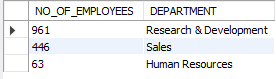 NO_OF_EMPLOYEES DEPARTMENT
961 Research & Development
446 Sales
63 Human Resources